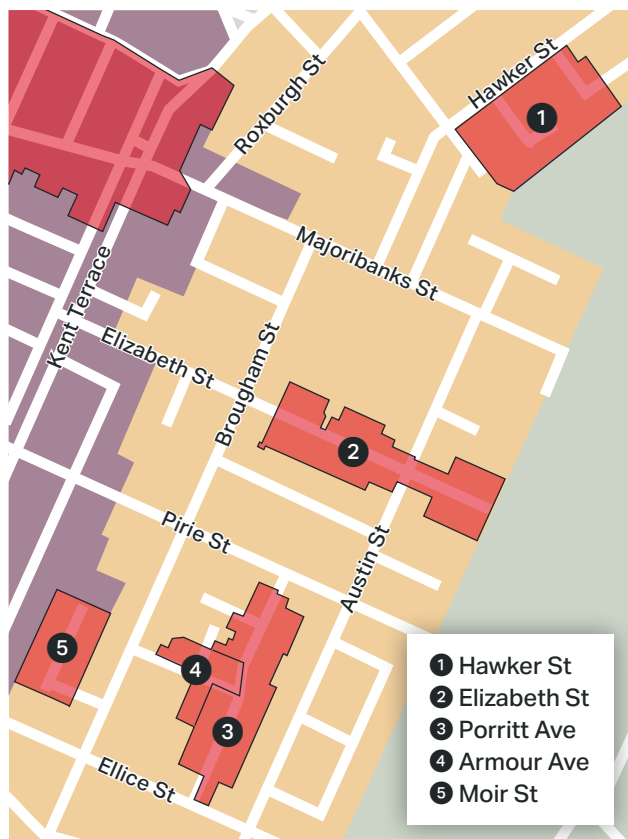 Hawker St
1
Roxburgh St
Majoribanks St
Kent Terrace
Elizabeth St
Brougham St
2
Pirie St
Austin St
5
4
3
Ellice St
1 Hawker St
2 Elizabeth St
3 Porritt Ave
4 Armour Ave
5 Moir St